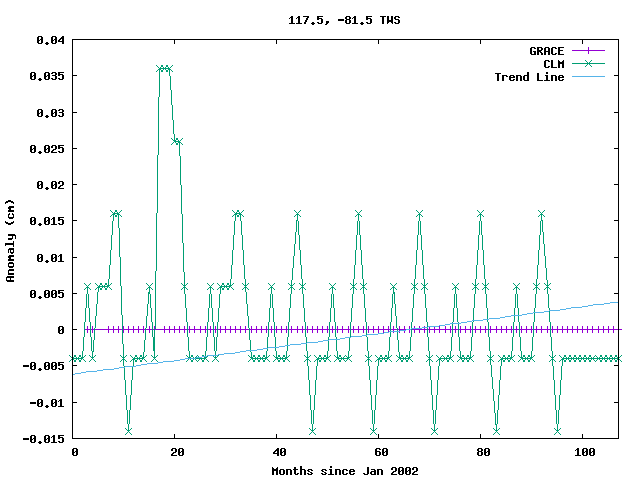 117.5, -81.5 TWS
GRACE
CLM
Trend Line
Anomaly (cm)
0.04
0.035
0.03
0.025
0.02
0.015
0.01
0.005
0
-0.005
-0.01
-0.015
0 20 40 60 80 100
Months since Jan 2002